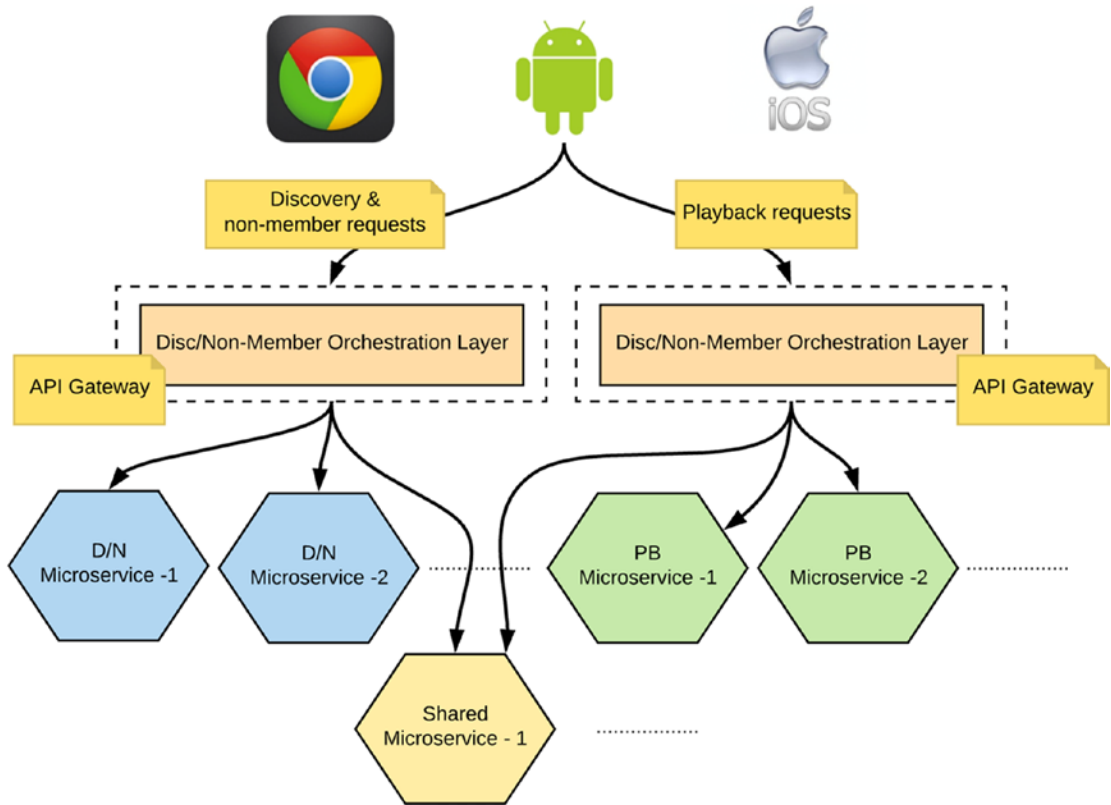 iOS
Discovery &
non-member requests
Playback requests
Disc/Non-Member Orchestration Layer
Disc/Non-Member Orchestration Layer
API Gateway
API Gateway
D/N
Microservice -1
D/N
Microservice -2
PB
Microservice -1
PB
Microservice -2
Shared
Microservice - 1